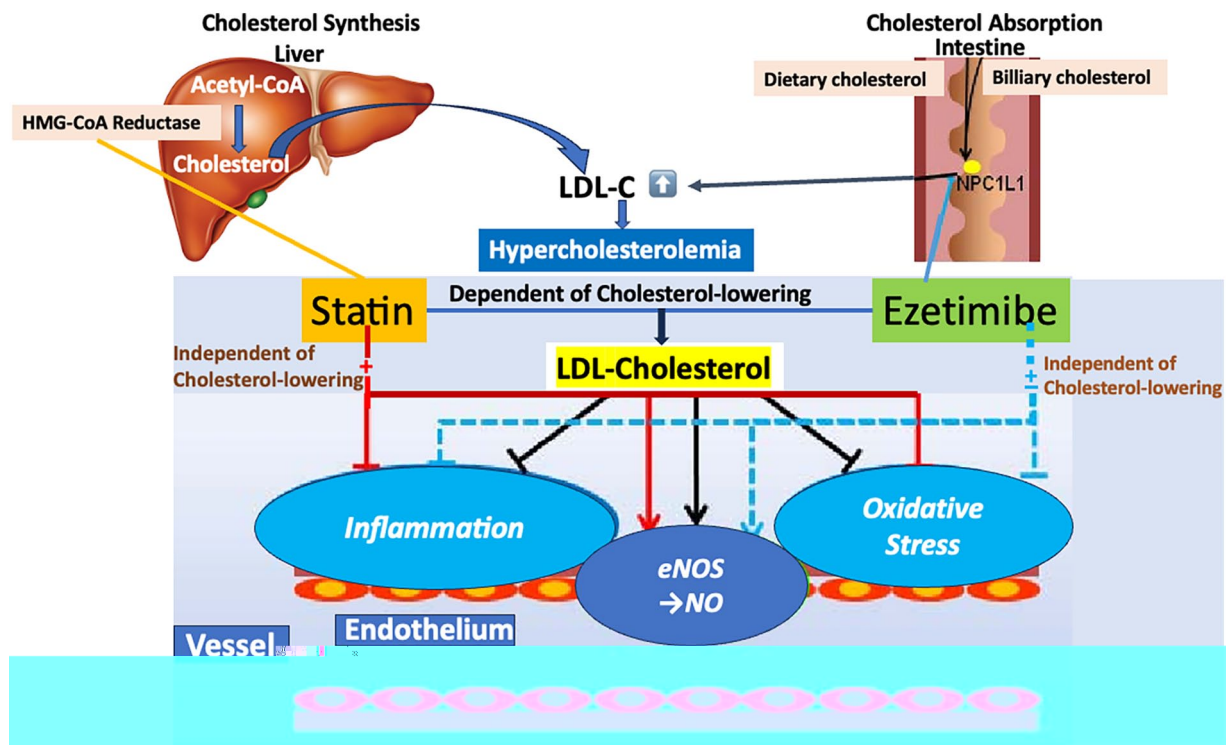 Cholesterol Synthesis
Liver
Acetyl-CoA
HMG-CoA Reductase
Cholesterol
Cholesterol Absorption
Intestine
Dietary cholesterol
Billiary cholesterol
NPC1L1
LDL-C
Hypercholesterolemia
Statin
Dependent of Cholesterol-lowering
Ezetimibe
Independent of
Cholesterol-lowering
+
LDL-Cholesterol
Independent of
Cholesterol-lowering
Inflammation
eNOS
→NO
Oxidative
Stress
Vessel
Endothelium